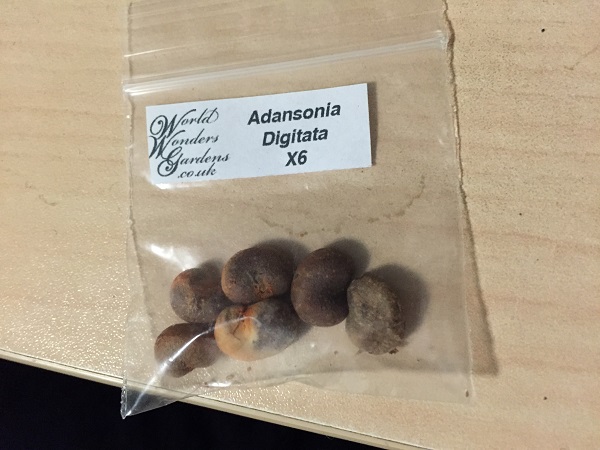 World
Wonders
Gardens
.co.uk
Adansonia
Digitata
X6